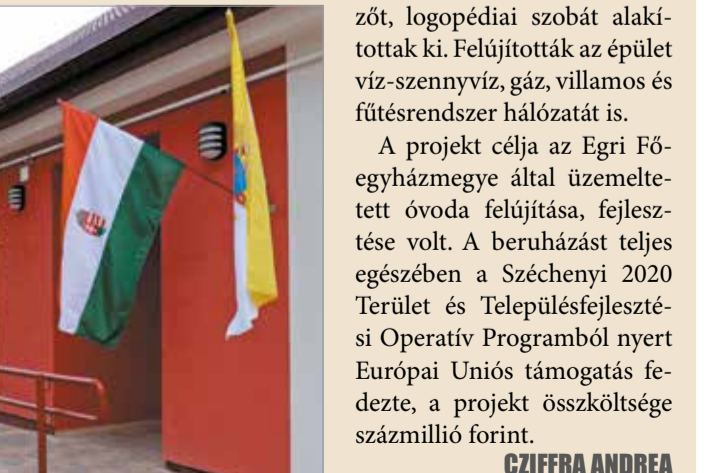 zőt, logopédiai szobát alakí-
tottak ki. Felújították az épület
víz-szennyvíz, gáz, villamos és
fűtésrendszer hálózatát is.
A projekt célja az Egri Fő-
egyházmegye által üzemelte-
tett óvoda felújítása, fejlesz-
tése volt. A beruházást teljes
egészében a Széchenyi 2020
Terület és Településfejleszté-
si Operatív Programból nyert
Európai Uniós támogatás fe-
dezte, a projekt összköltsége
százmillió forint.
CZIFFRA ANDREA